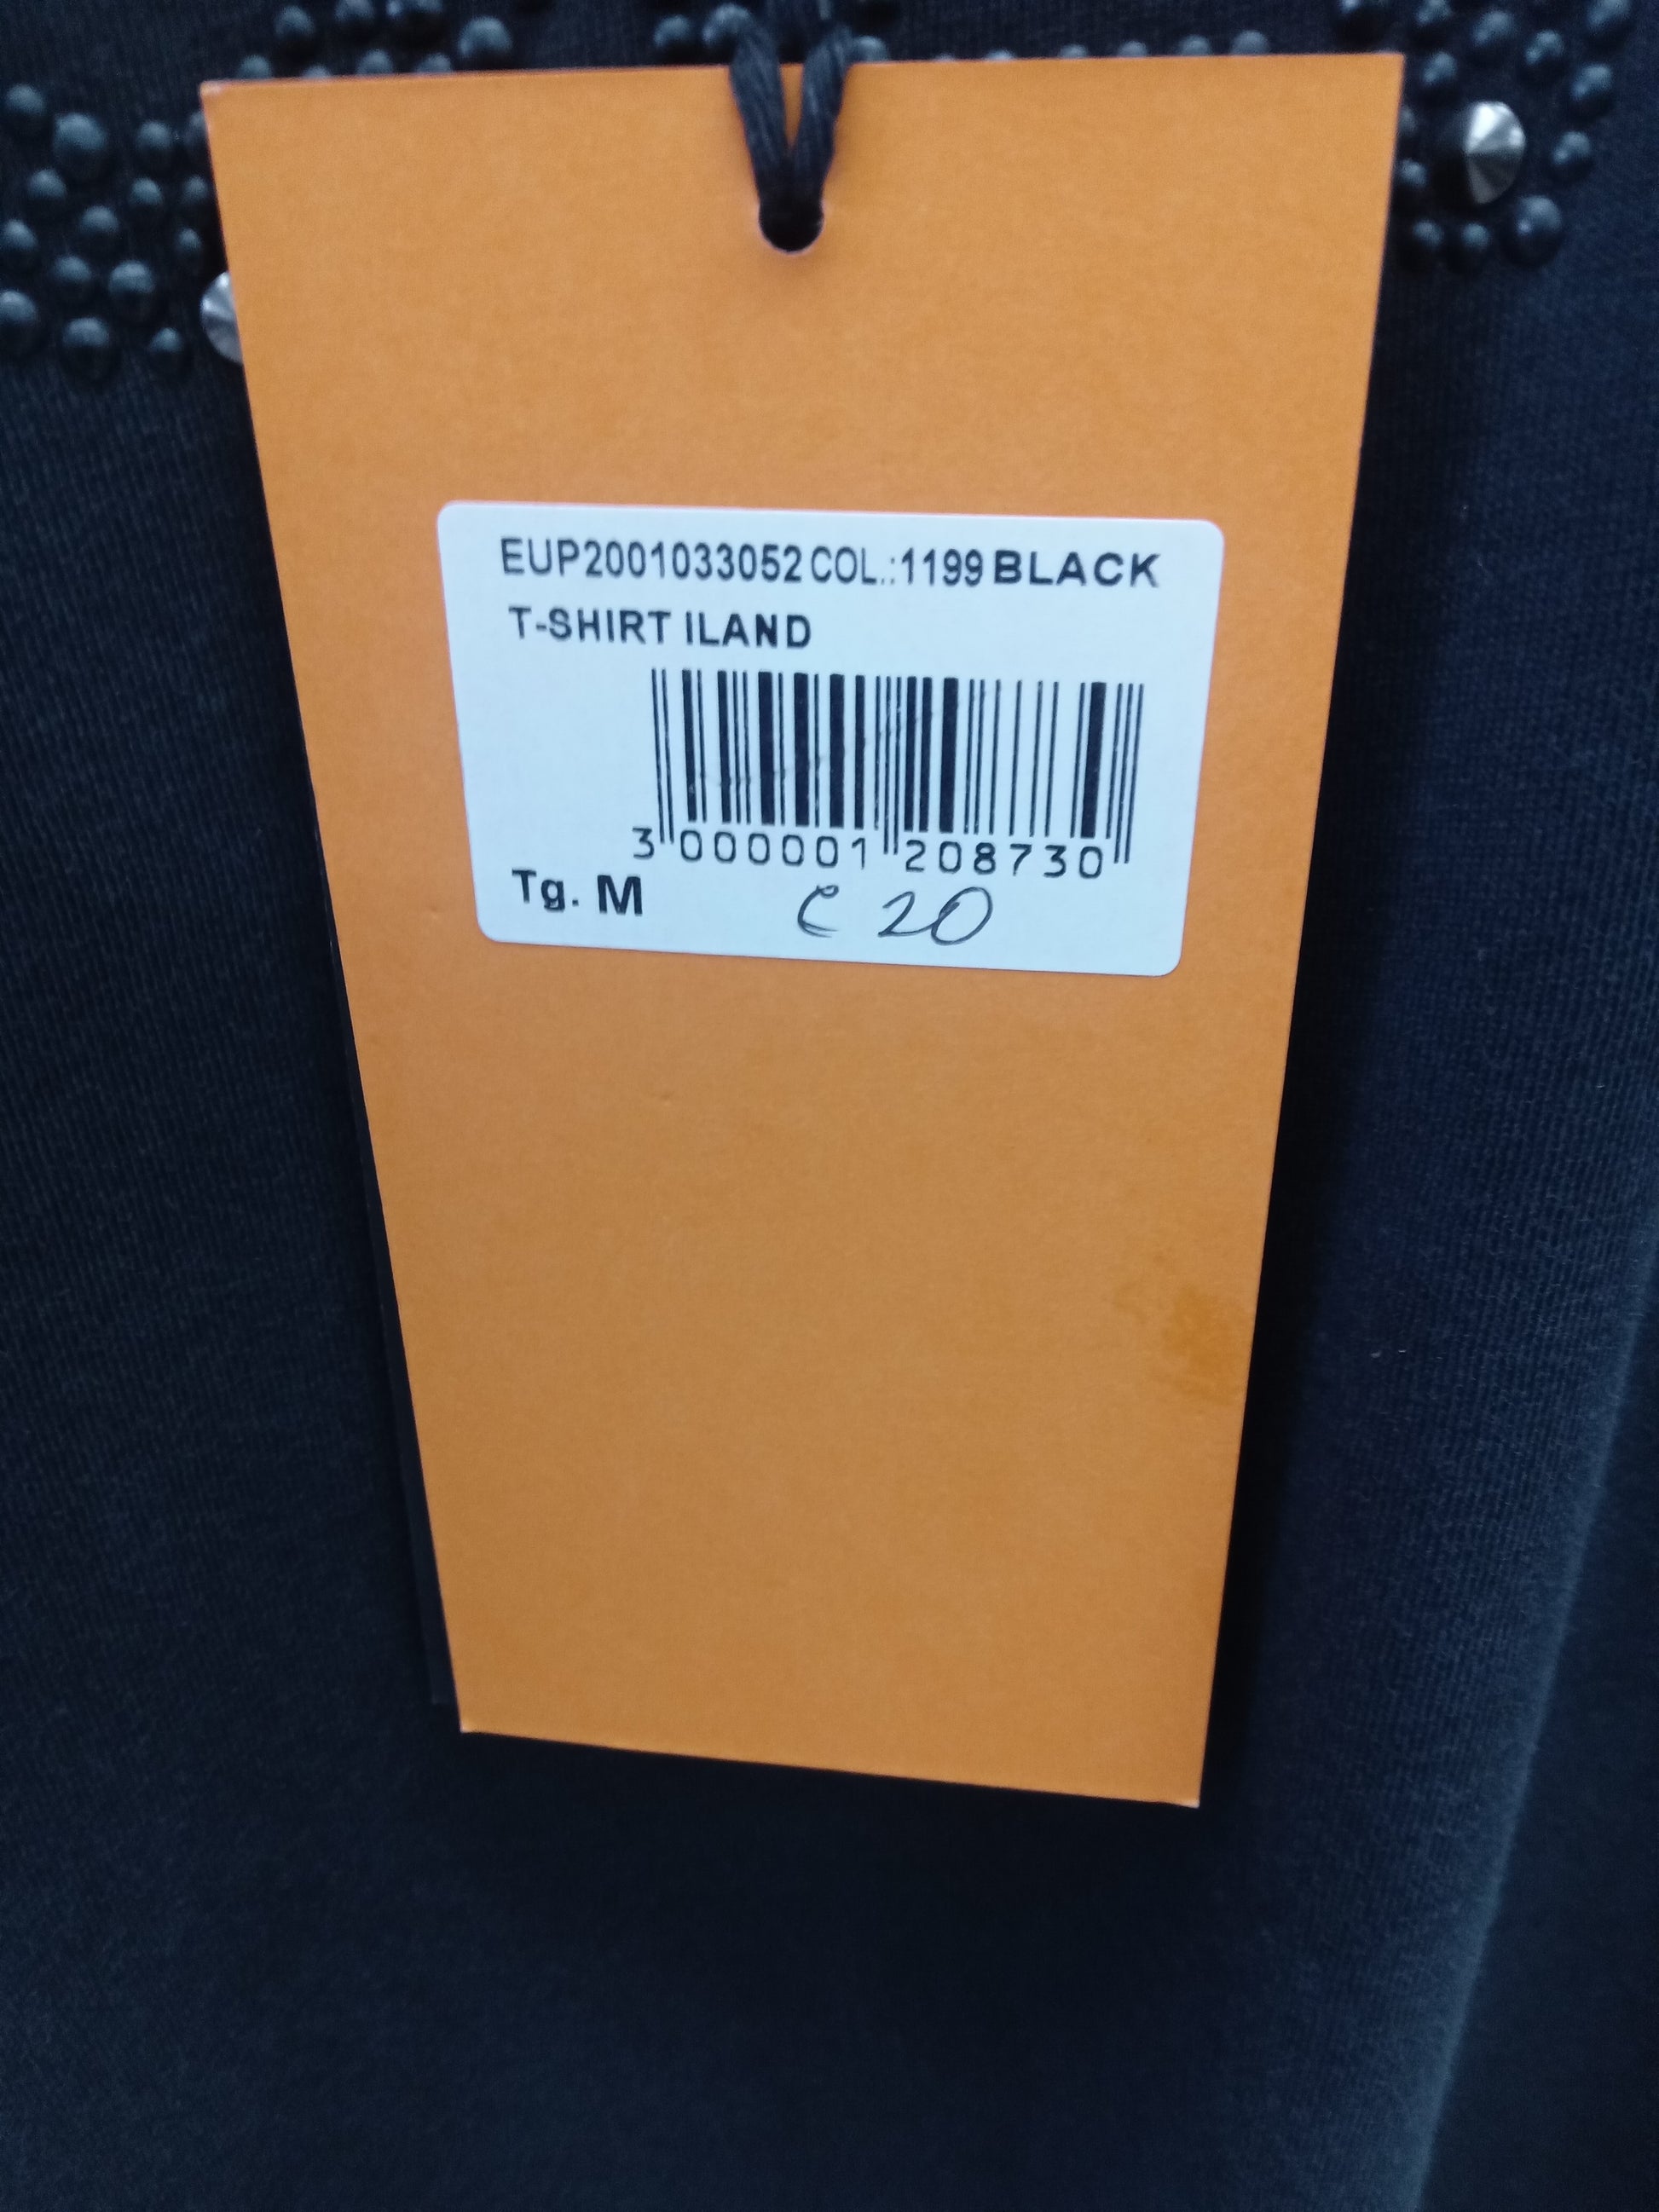 EUP2001033052 COL.:1199 BLACK
T-SHIRT ILAND
3 000001 208730
Tg. M
€ 20